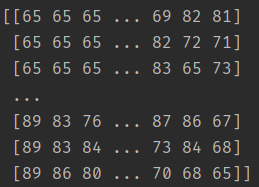 [[65 65 65 ... 69 82 81]
 [65 65 65 ... 82 72 71]
 [65 65 65 ... 83 65 73]
 ...
 [89 83 76 ... 87 86 67]
 [89 83 84 ... 73 84 68]
 [89 86 80 ... 70 68 65]]